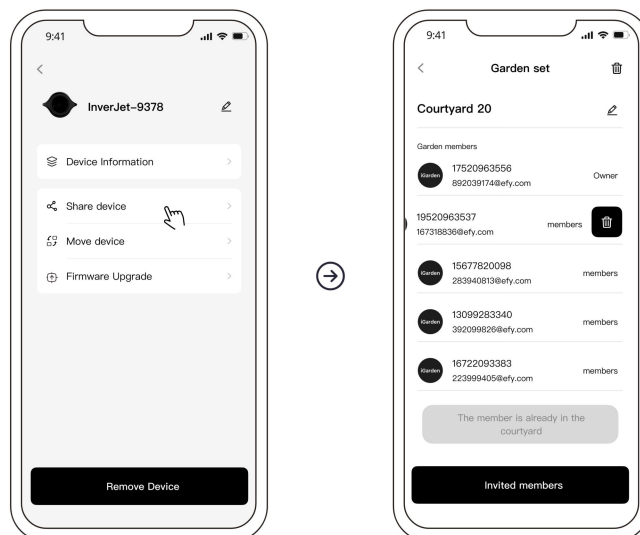 9:41
InverJet-9378
Device Information
Share device
Move device
Firmware Upgrade
Remove Device
9:41
Garden set
Courtyard 20
Garden members
iGarden
17520963556
892039174@efy.com
Owner
19520963537
167318836@efy.com
members
iGarden
15677820098
283940813@efy.com
members
iGarden
13099283340
392099826@efy.com
members
iGarden
16722093383
223999405@efy.com
members
The member is already in the
courtyard
Invited members